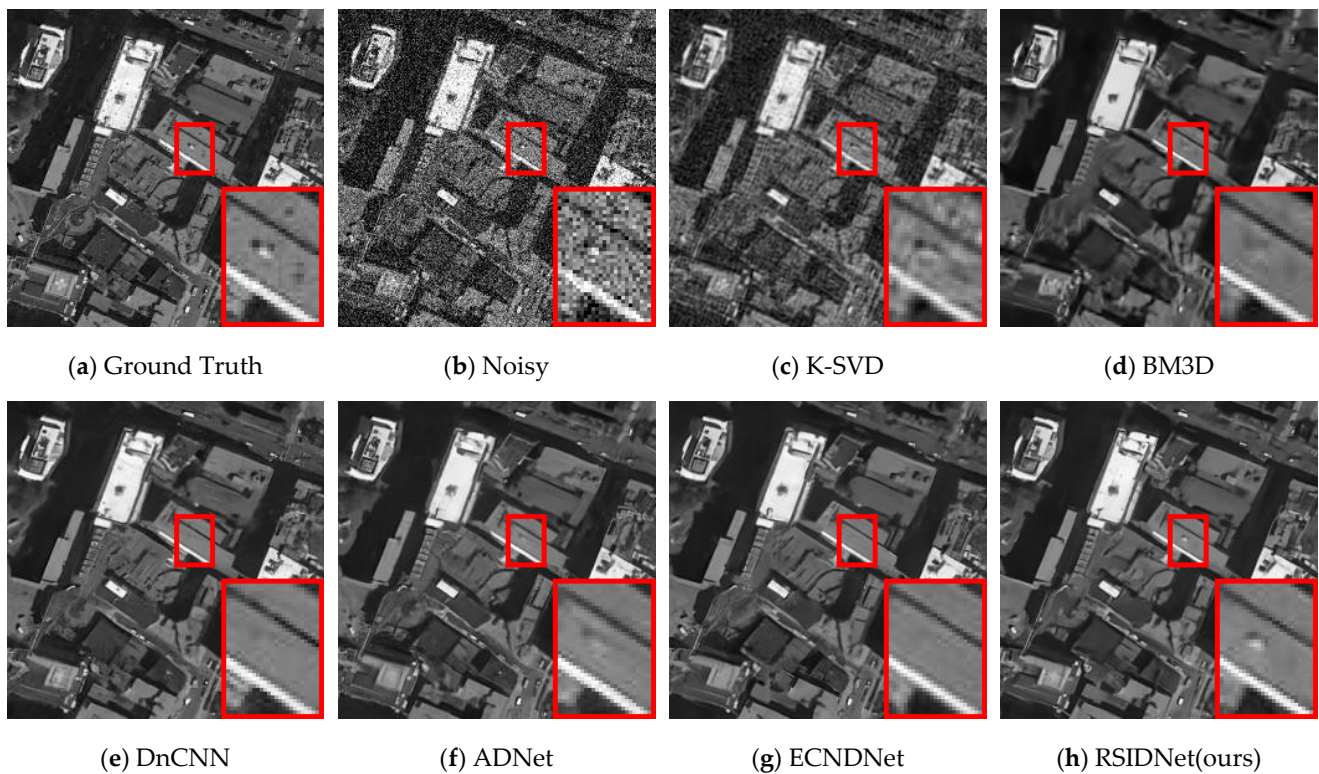 (a) Ground Truth
(b) Noisy
(c) K-SVD
(d) BM3D
(e) DnCNN
(f) ADNet
(g) ECNDNet
(h) RSIDNet(ours)